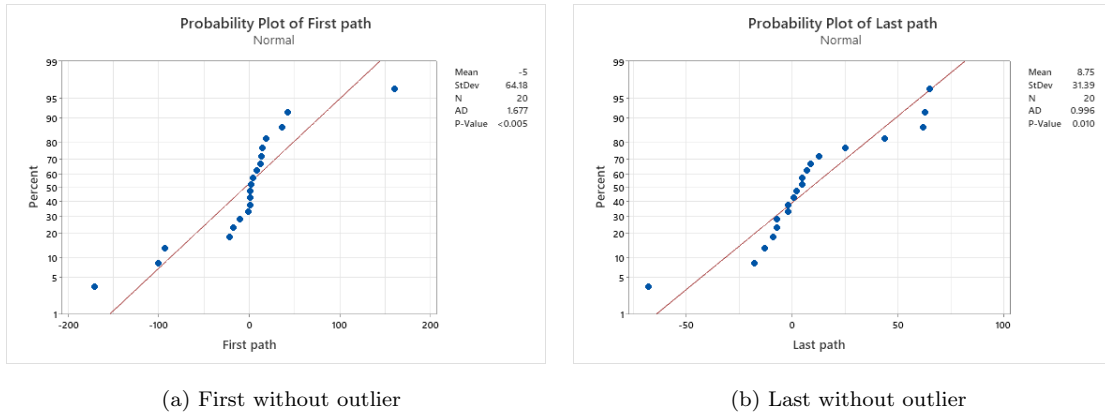 Probability Plot of First path
Normal
99
95
90
80
70
60
50
40
30
20
10
5
1
Percent
-200 -100 0 100 200
First path
Mean -5
StDev 64.18
N 20
AD 1.677
P-Value <0.005
(a) First without outlier
Probability Plot of Last path
Normal
99
95
90
80
70
60
50
40
30
20
10
5
1
Percent
-50 0 50 100
Last path
Mean 8.75
StDev 31.39
N 20
AD 0.996
P-Value 0.010
(b) Last without outlier